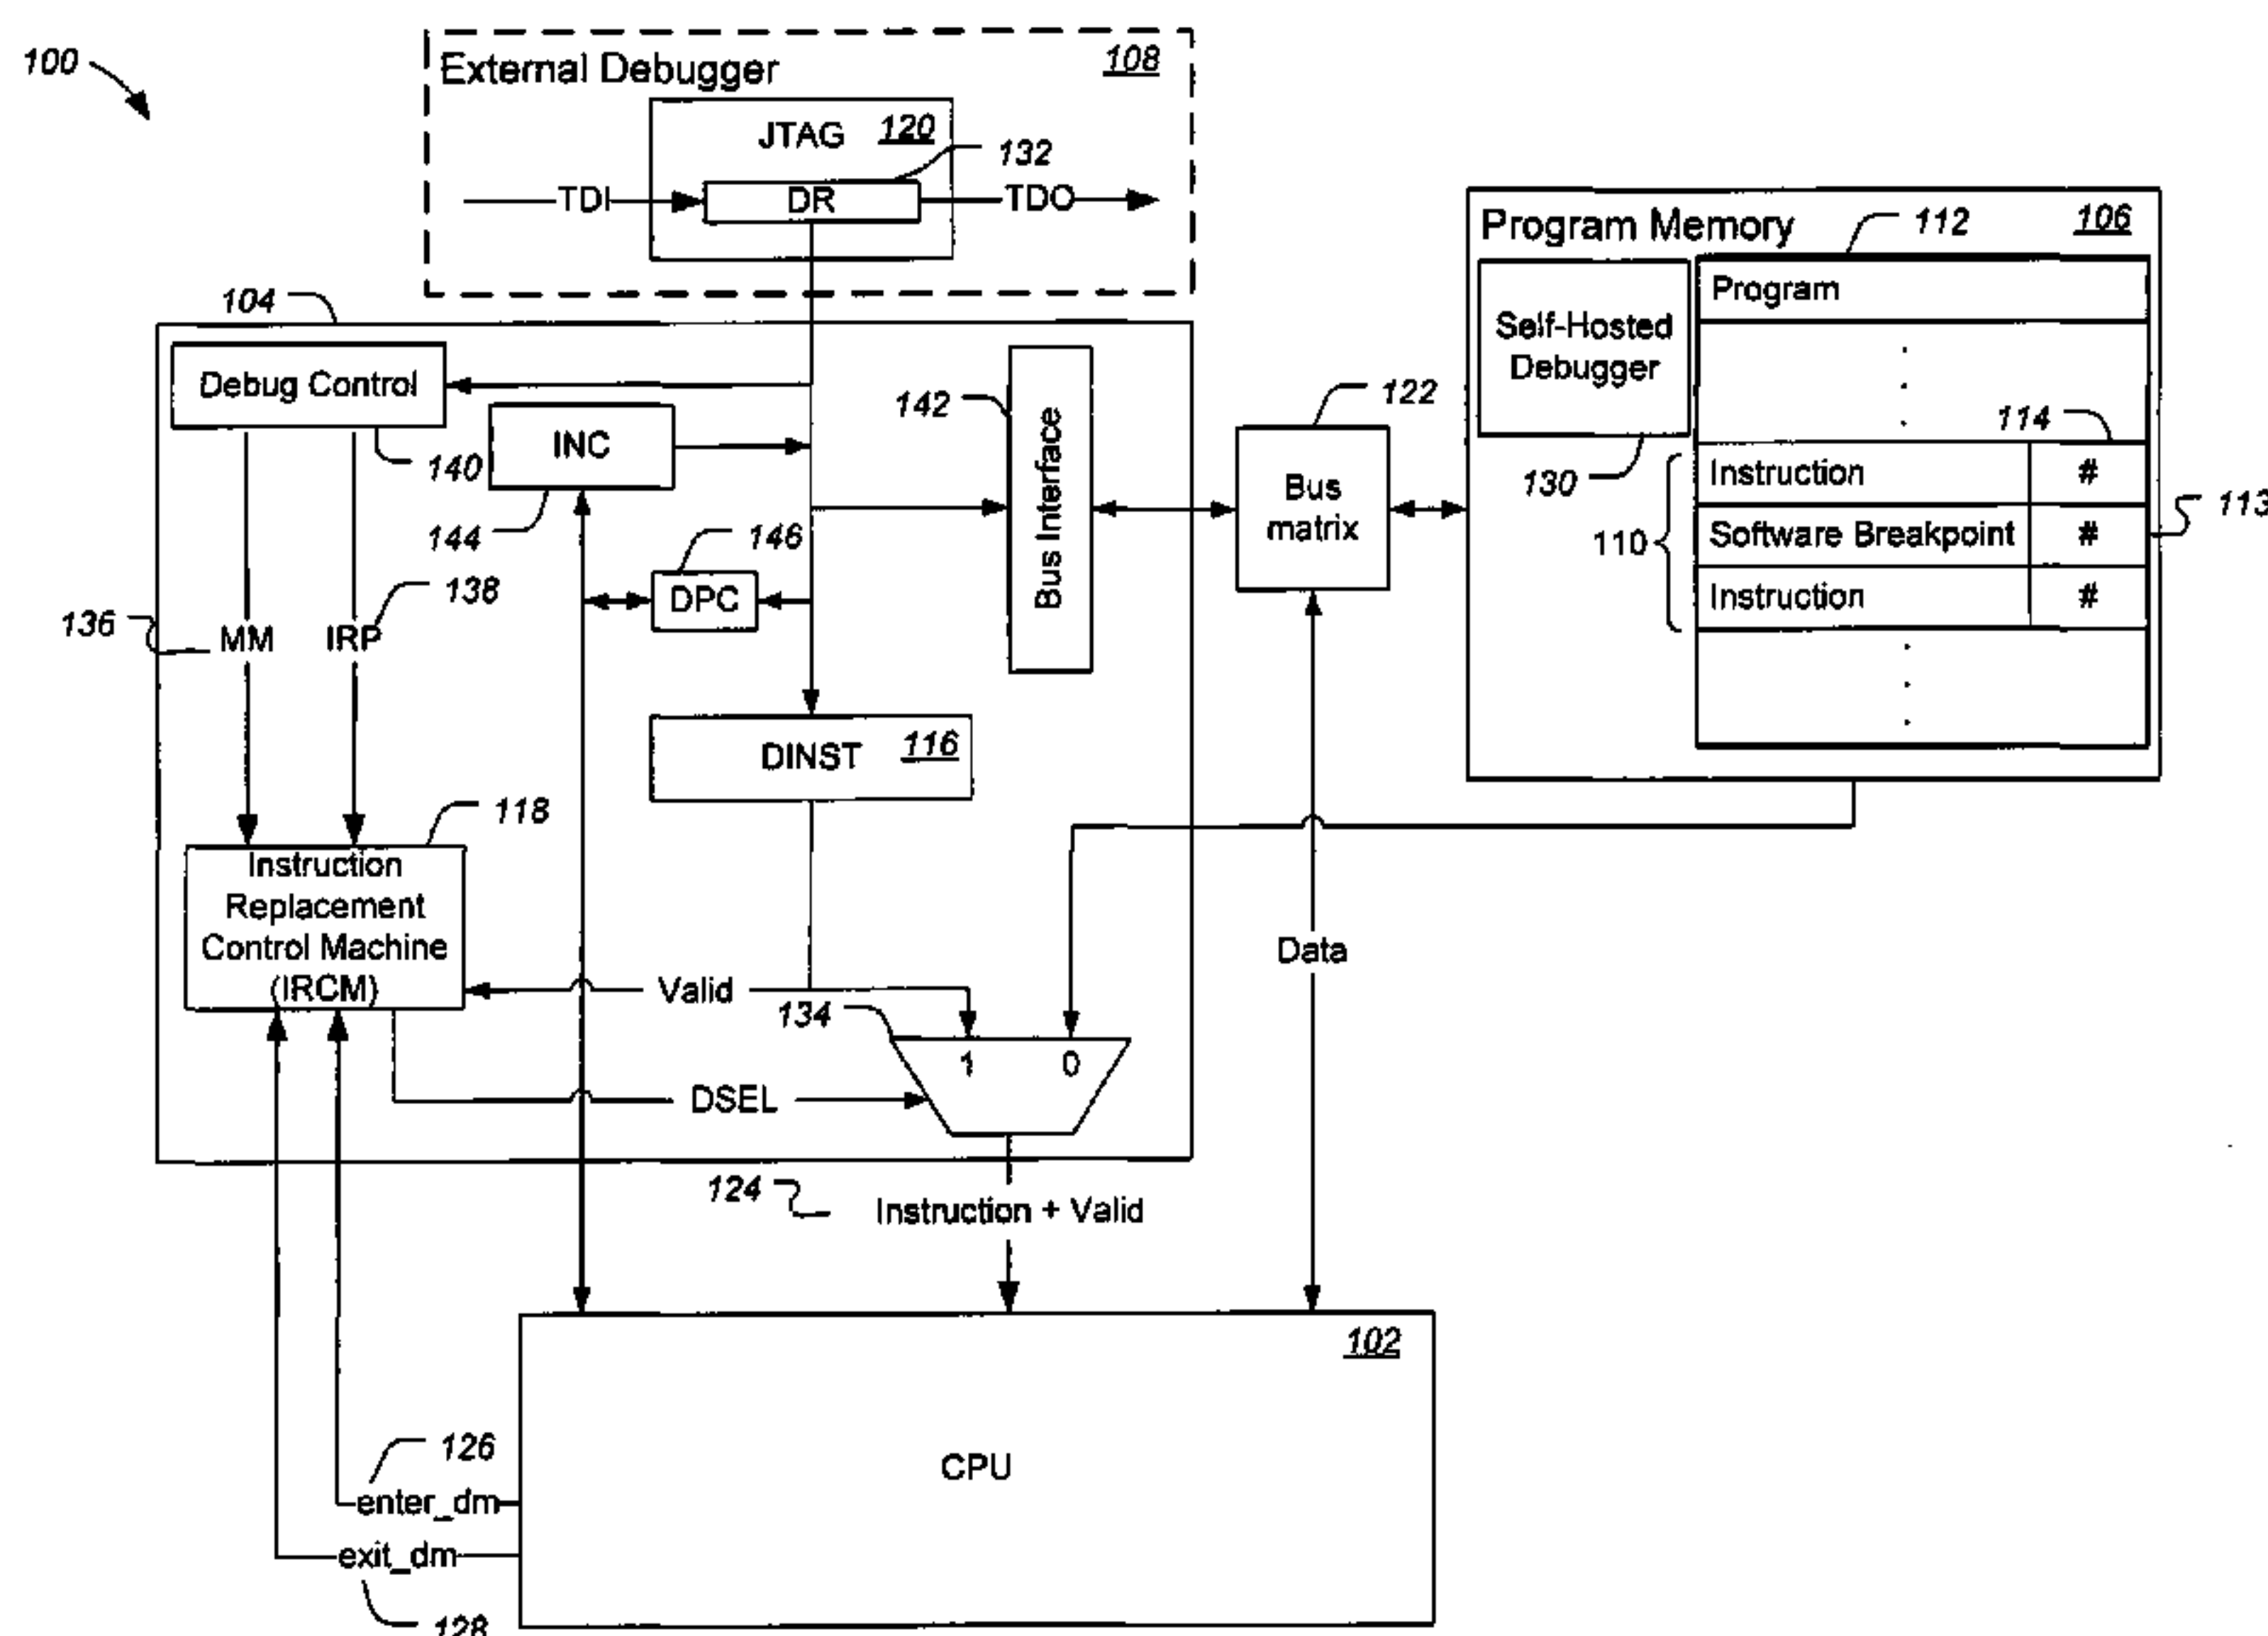 100
External Debugger 108
JTAG 120
132
TDI DR TDO
Program Memory 106
112
Program
Self-Hosted
Debugger
130
.
.
.
114
Instruction #
Software Breakpoint #
Instruction #
110
113
.
.
.
104
Debug Control
140
INC
144
142
Bus Interface
122
Bus
matrix
146
DPC
136
MM
IRP
138
DINST 116
118
Instruction
Replacement
Control Machine
(IRCM)
Valid
134
1 0
DSEL
Data
124
Instruction + Valid
102
CPU
126
enter_dm
exit_dm
128